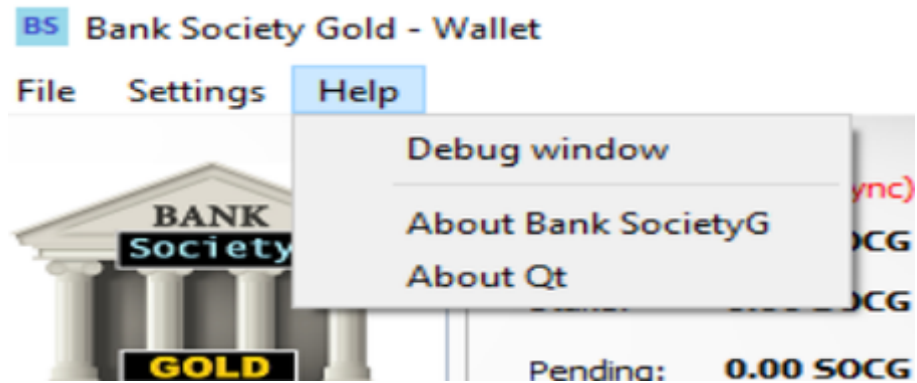 BS Bank Society Gold - Wallet
File Settings Help
Debug window
ync)
BANK
Society
About Bank SocietyG
OCG
About Qt
OCG
GOLD
Pending: 0.00 SOCG